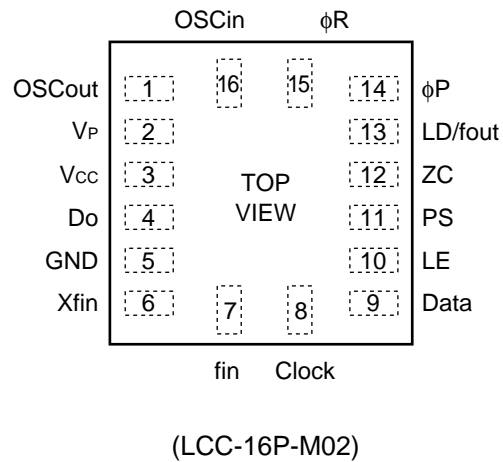 OSCin ϕR
OSCout 1 16 15 14 ϕP
VP 2 13 LD/fout
VCC 3 12 ZC
TOP
Do 4 11 PS
VIEW
GND 5 10 LE
Xfin 6 7 8 9 Data
fin Clock
(LCC-16P-M02)